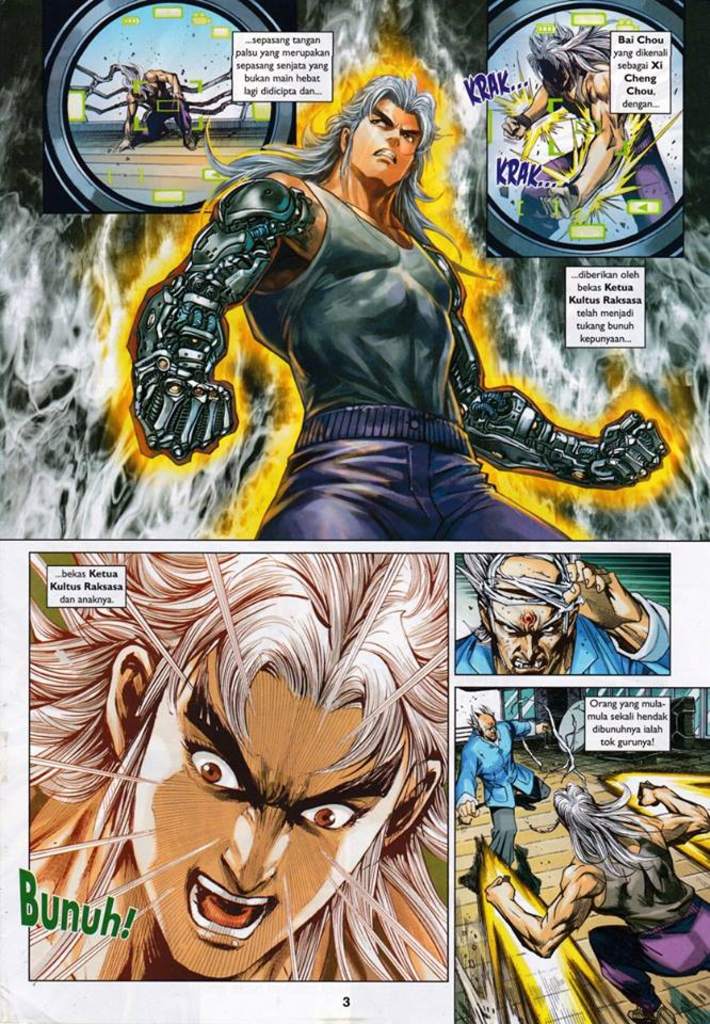 ...sepasang tangan
palsu yang merupakan
sepasang senjata yang
bukan main hebat
lagi didicipta dan...
Bai Chou
yang dikenali
sebagai Xi
Cheng
Chou,
dengan...
KRAK...
KRAK...
...diberikan oleh
bekas Ketua
Kultus Raksasa
telah menjadi
tukang bunuh
kepunyaan...
...bekas Ketua
Kultus Raksasa
dan anaknya.
Bunuh!
Orang yang mula-
mula sekali hendak
dibunuhnya ialah
tok gurunya!
3